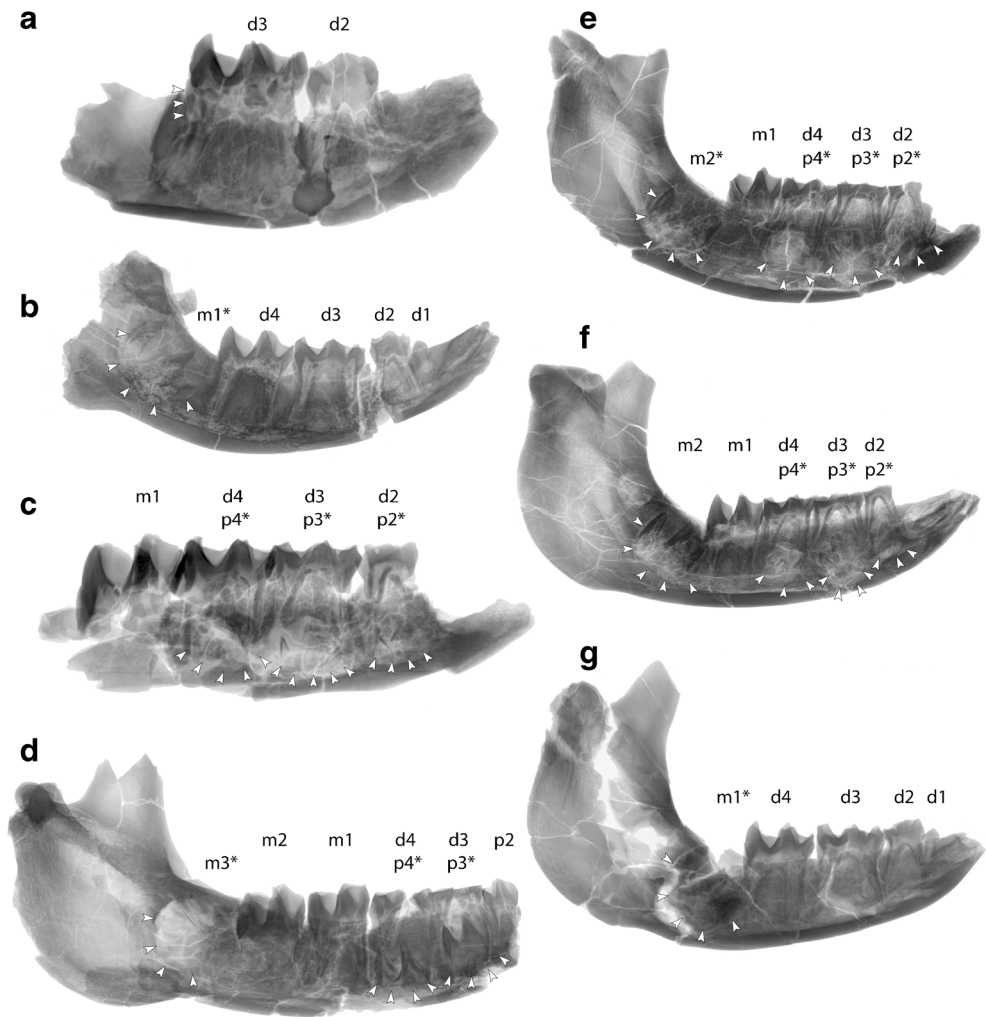 a
d3 d2
b
m1* d4 d3 d2 d1
c
m1 d4 d3 d2
p4* p3* p2*
d
m3* m2 m1 d4 d3 p2
p4* p3*
e
m2* m1 d4 d3 d2
p4* p3* p2*
f
m2 m1 d4 d3 d2
p4* p3* p2*
g
m1* d4 d3 d2 d1